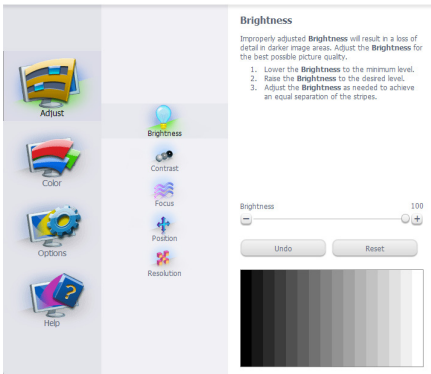 Adjust
Color
Options
Help
Brightness
Contrast
Focus
Position
Resolution
Brightness
Improperly adjusted Brightness will result in a loss of
detail in darker image areas. Adjust the Brightness for
the best possible picture quality.
1. Lower the Brightness to the minimum level.
2. Raise the Brightness to the desired level.
3. Adjust the Brightness as needed to achieve
an equal separation of the stripes.
Brightness 100
Undo Reset